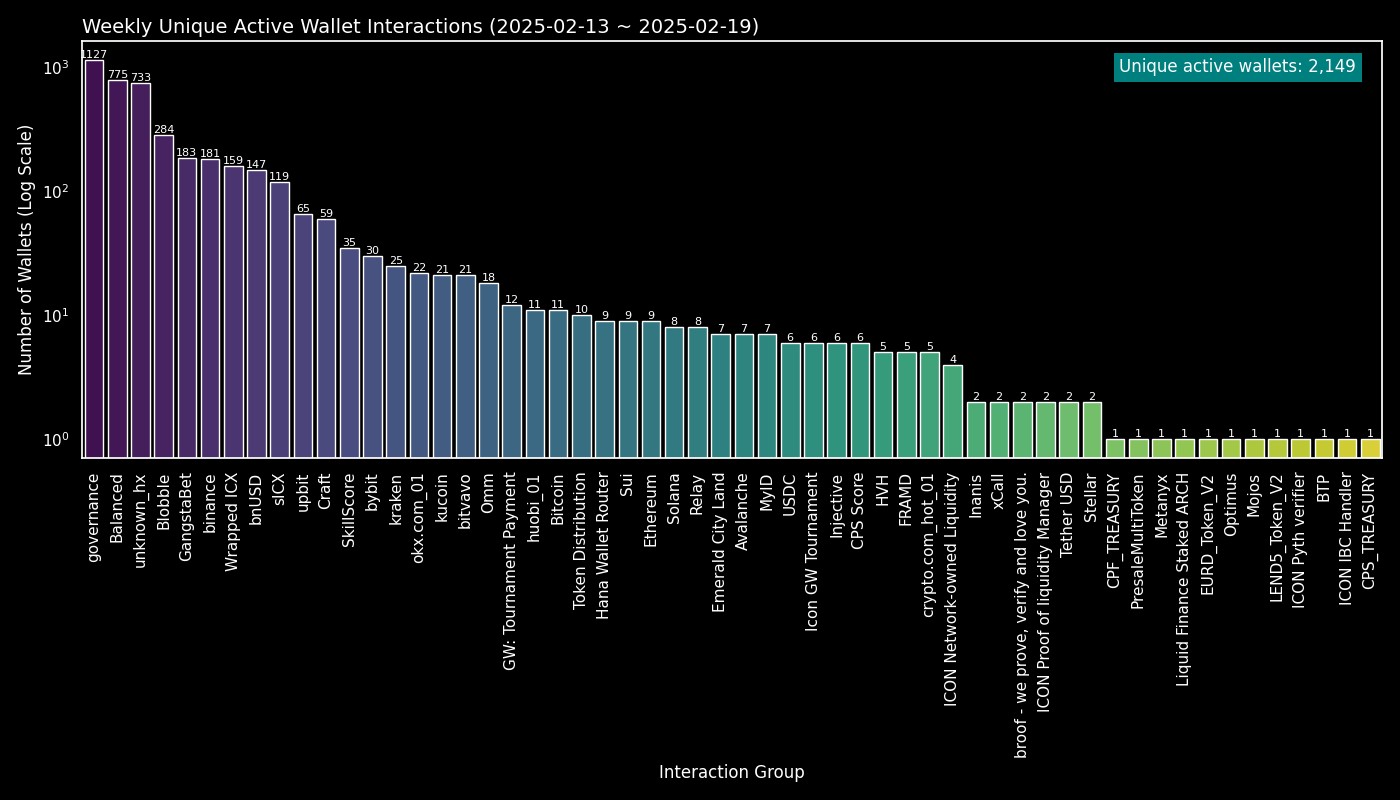 Weekly Unique Active Wallet Interactions (2025-02-13 ~ 2025-02-19)
Unique active wallets: 2,149
Number of Wallets (Log Scale)
10³
10²
10¹
10⁰
1127
775
733
284
183
181
159
147
119
65
59
35
30
25
22
21
21
18
12
11
11
10
9
9
9
8
8
7
7
7
6
6
6
6
5
5
5
4
2
2
2
2
2
2
1
1
1
1
1
1
1
1
1
1
1
1
governance
Balanced
unknown_hx
Blobble
GangstaBet
binance
Wrapped ICX
bnUSD
sICX
upbit
Craft
SkillScore
bybit
kraken
okx.com_01
kucoin
bitvavo
Omm
GW: Tournament Payment
huobi_01
Bitcoin
Token Distribution
Hana Wallet Router
Sui
Ethereum
Solana
Relay
Emerald City Land
Avalanche
MyID
USDC
Icon GW Tournament
Injective
CPS Score
HVH
FRAMD
crypto.com_hot_01
ICON Network-owned Liquidity
Inanis
xCall
broof - we prove, verify and love you.
ICON Proof of liquidity Manager
Tether USD
Stellar
CPF_TREASURY
PresaleMultiToken
Metanyx
Liquid Finance Staked ARCH
EURD_Token_V2
Optimus
Mojos
LEND5_Token_V2
ICON Pyth verifier
BTP
ICON IBC Handler
CPS_TREASURY
Interaction Group